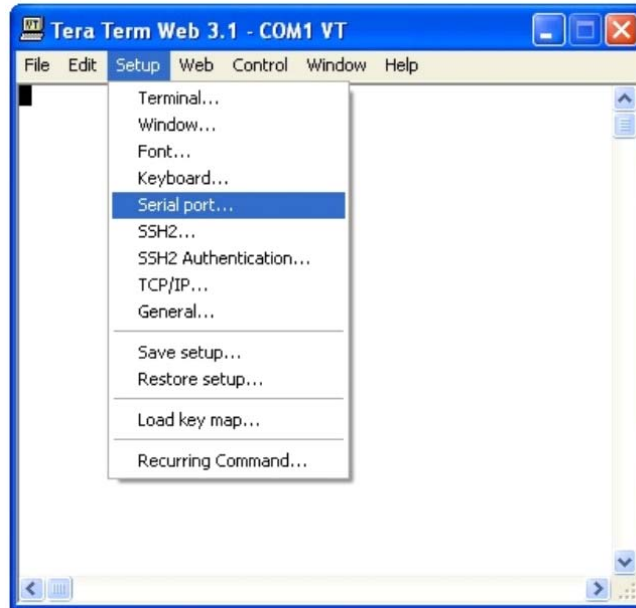 Tera Term Web 3.1 - COM1 VT
File Edit Setup Web Control Window Help
Terminal...
Window...
Font...
Keyboard...
Serial port...
SSH2...
SSH2 Authentication...
TCP/IP...
General...
Save setup...
Restore setup...
Load key map...
Recurring Command...